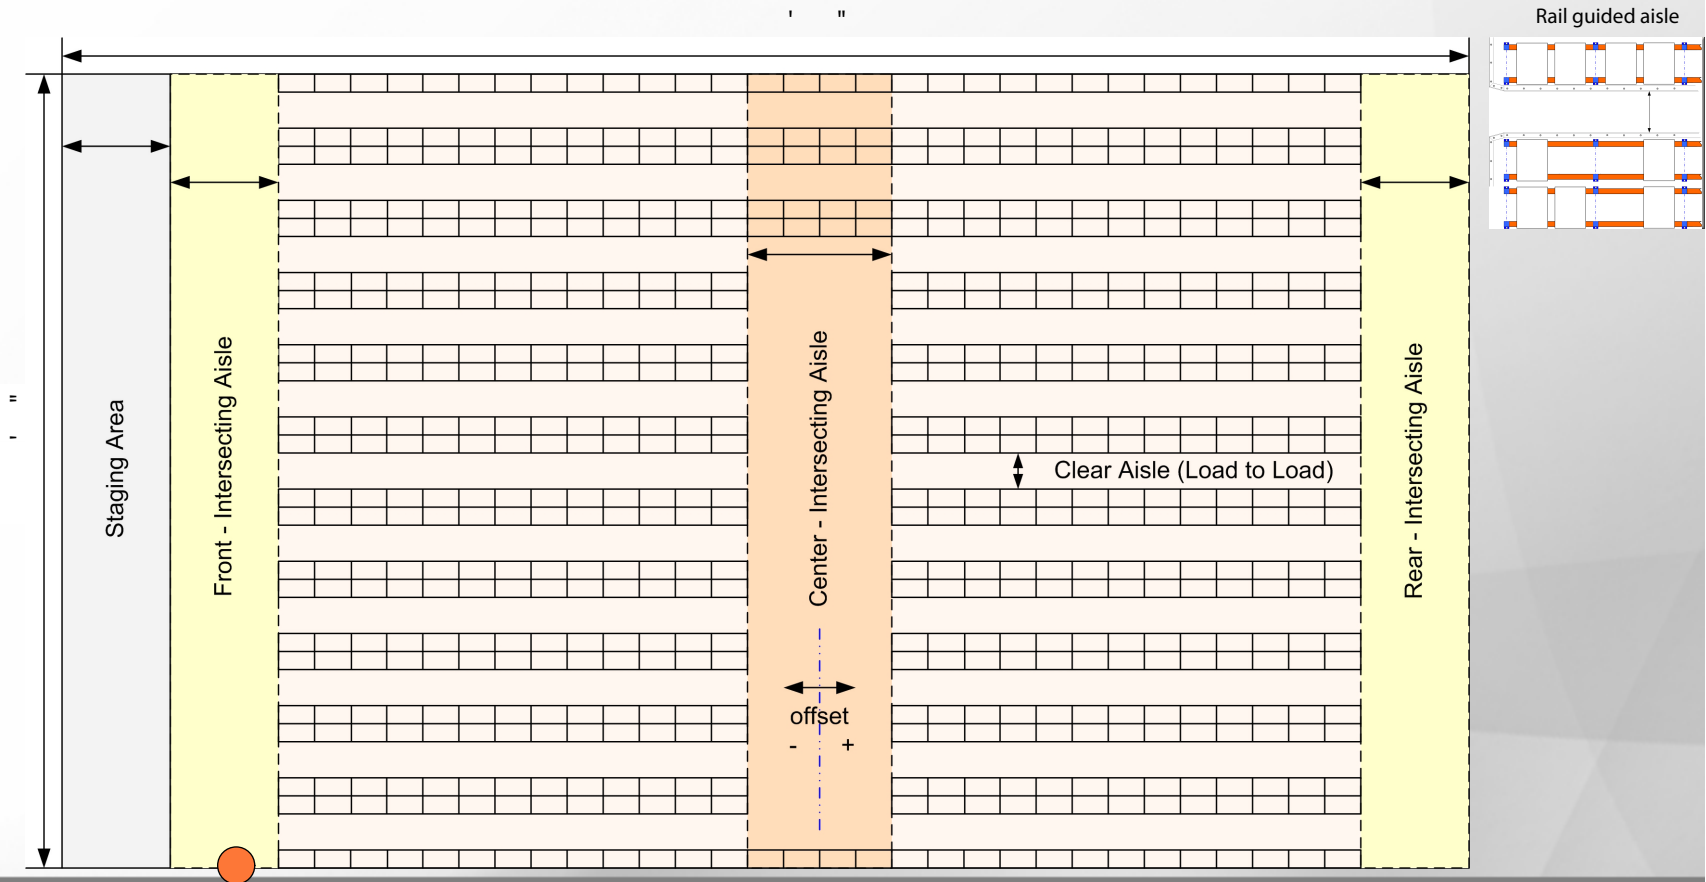 ' "
Rail guided aisle
' "
Staging Area
Front - Intersecting Aisle
Center - Intersecting Aisle
Clear Aisle (Load to Load)
Rear - Intersecting Aisle
offset
- +